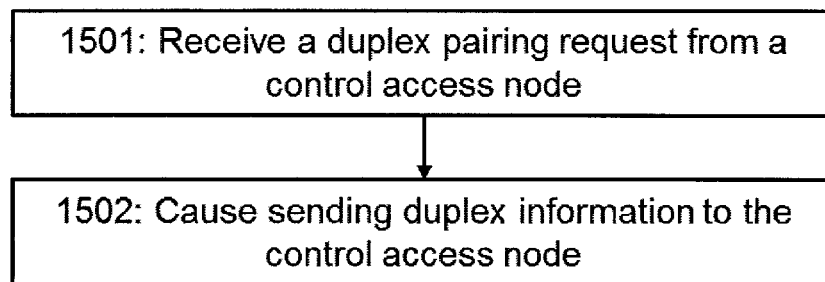 1501: Receive a duplex pairing request from a
control access node
1502: Cause sending duplex information to the
control access node